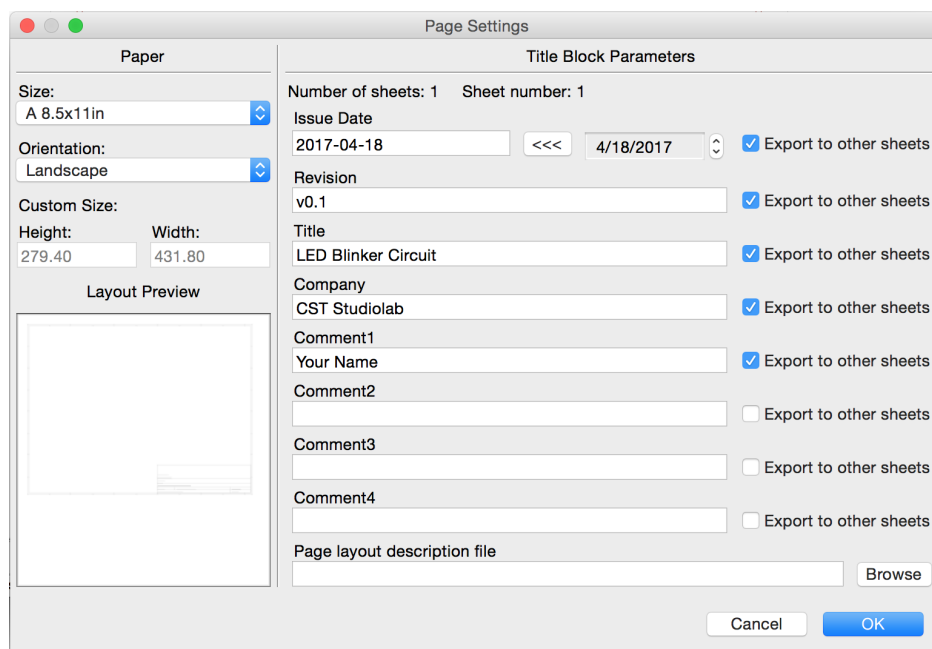 Page Settings
Paper
Size:
A 8.5x11in
Orientation:
Landscape
Custom Size:
Height: Width:
279.40 431.80
Layout Preview
Title Block Parameters
Number of sheets: 1 Sheet number: 1
Issue Date
2017-04-18 <<< 4/18/2017 Export to other sheets
Revision
v0.1 Export to other sheets
Title
LED Blinker Circuit Export to other sheets
Company
CST Studiolab Export to other sheets
Comment1
Your Name Export to other sheets
Comment2
Export to other sheets
Comment3
Export to other sheets
Comment4
Export to other sheets
Page layout description file
Browse
Cancel OK